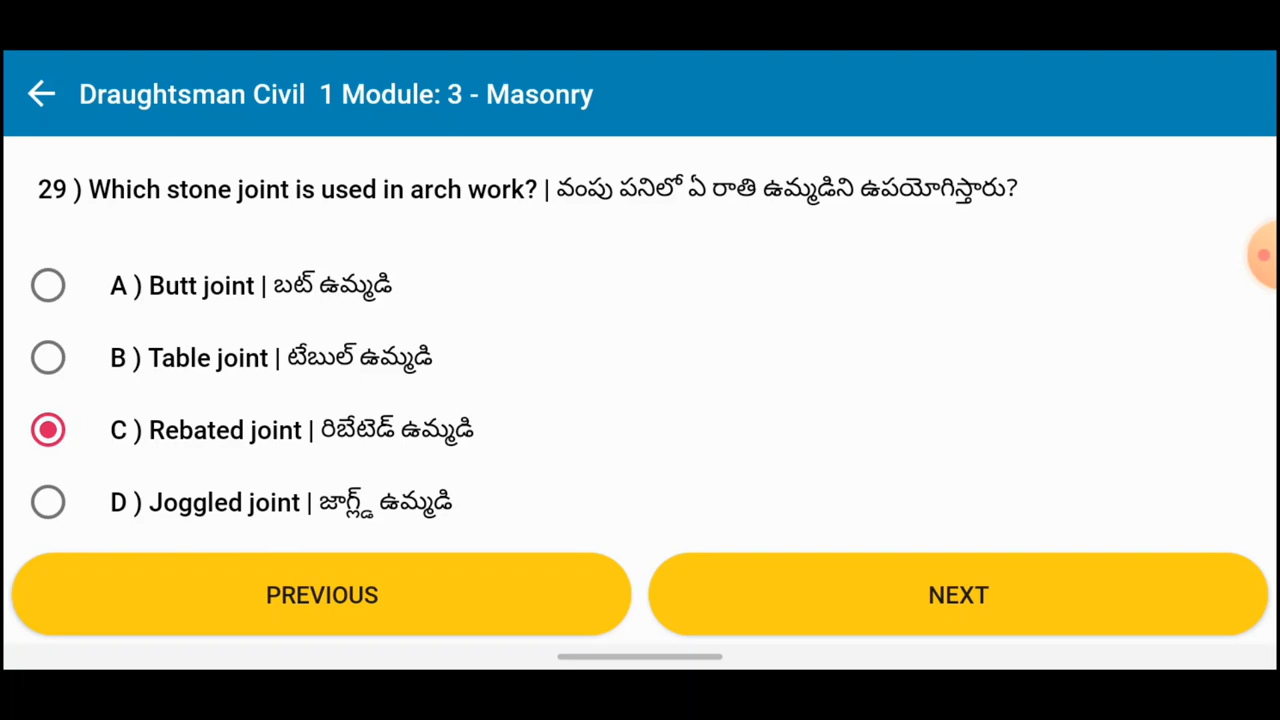 Draughtsman Civil 1 Module: 3 - Masonry
29 ) Which stone joint is used in arch work? | వంపు పనిలో ఏ రాతి ఉమ్మడిని ఉపయోగిస్తారు?
A ) Butt joint | బట్ ఉమ్మడి
B ) Table joint | టేబుల్ ఉమ్మడి
C ) Rebated joint | రిబేటెడ్ ఉమ్మడి
D ) Joggled joint | జాగ్ల్డ్ ఉమ్మడి
PREVIOUS
NEXT